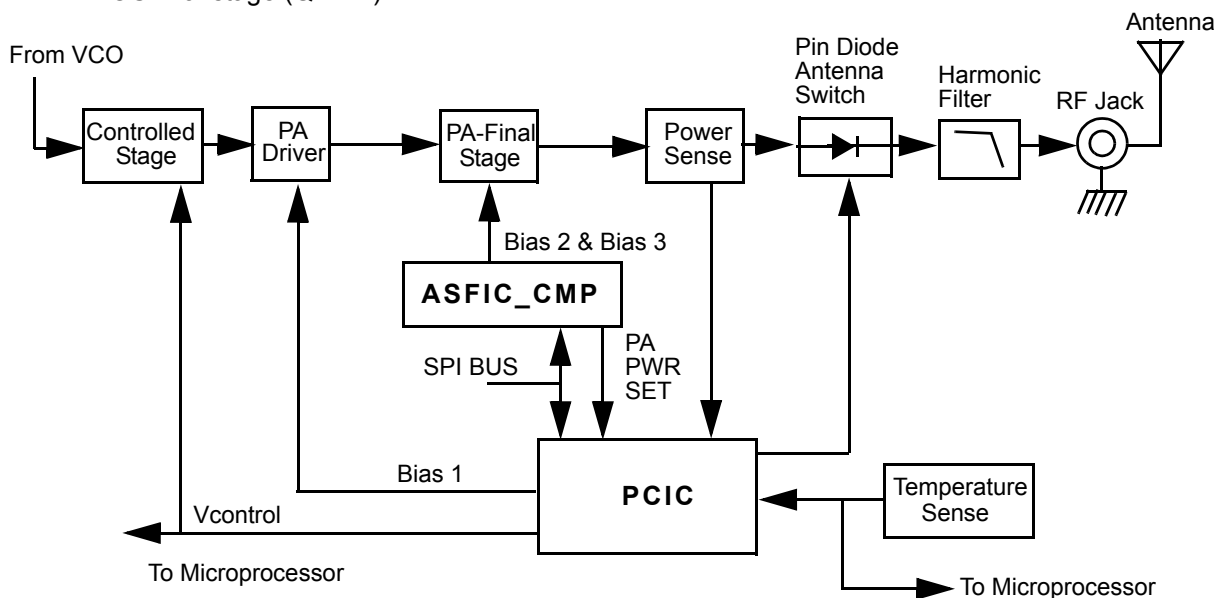 Antenna
From VCO
Pin Diode
Antenna
Switch
Harmonic
Filter
RF Jack
Controlled
Stage
PA
Driver
PA-Final
Stage
Power
Sense
Bias 2 & Bias 3
ASFIC_CMP
SPI BUS
PA
PWR
SET
Bias 1
PCIC
Temperature
Sense
Vcontrol
To Microprocessor
To Microprocessor